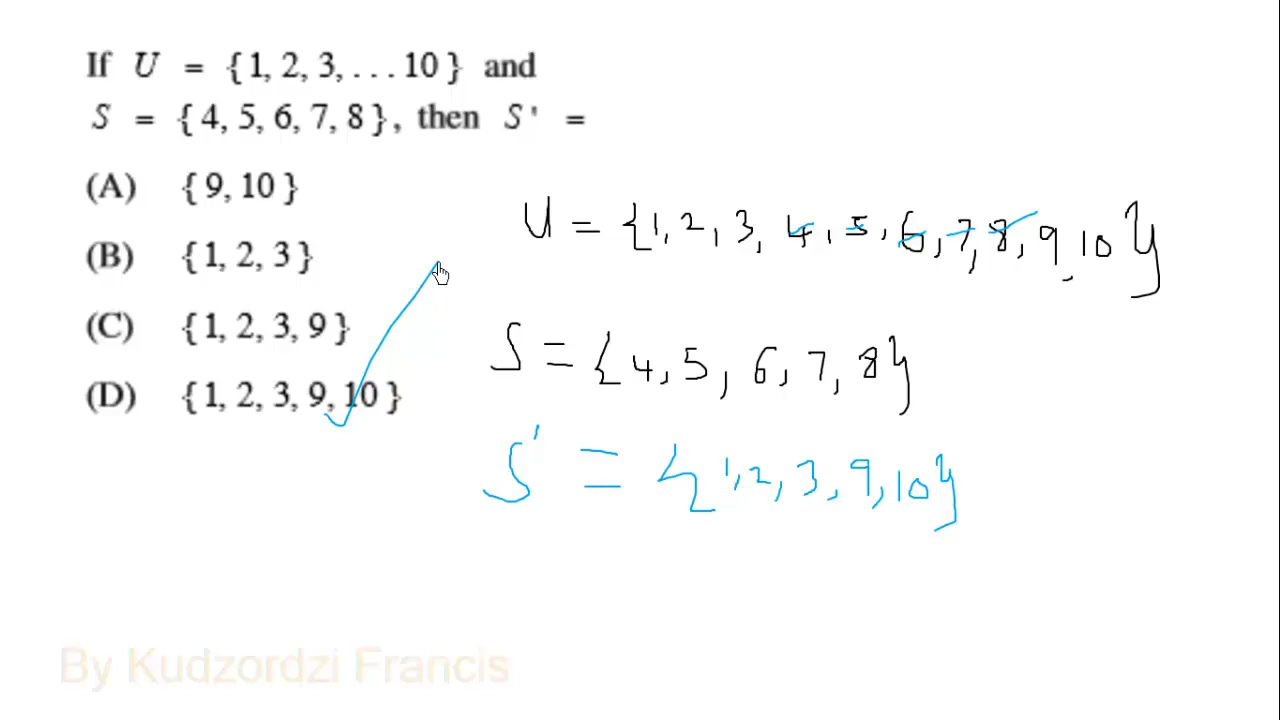 If U = {1, 2, 3, . . . 10} and
S = {4, 5, 6, 7, 8}, then S' =
(A) {9, 10}
(B) {1, 2, 3}
(C) {1, 2, 3, 9}
(D) {1, 2, 3, 9, 10}
U = {1, 2, 3, 4, 5, 6, 7, 8, 9, 10}
S = {4, 5, 6, 7, 8}
S' = {1, 2, 3, 9, 10}
By Kudzordzi Francis